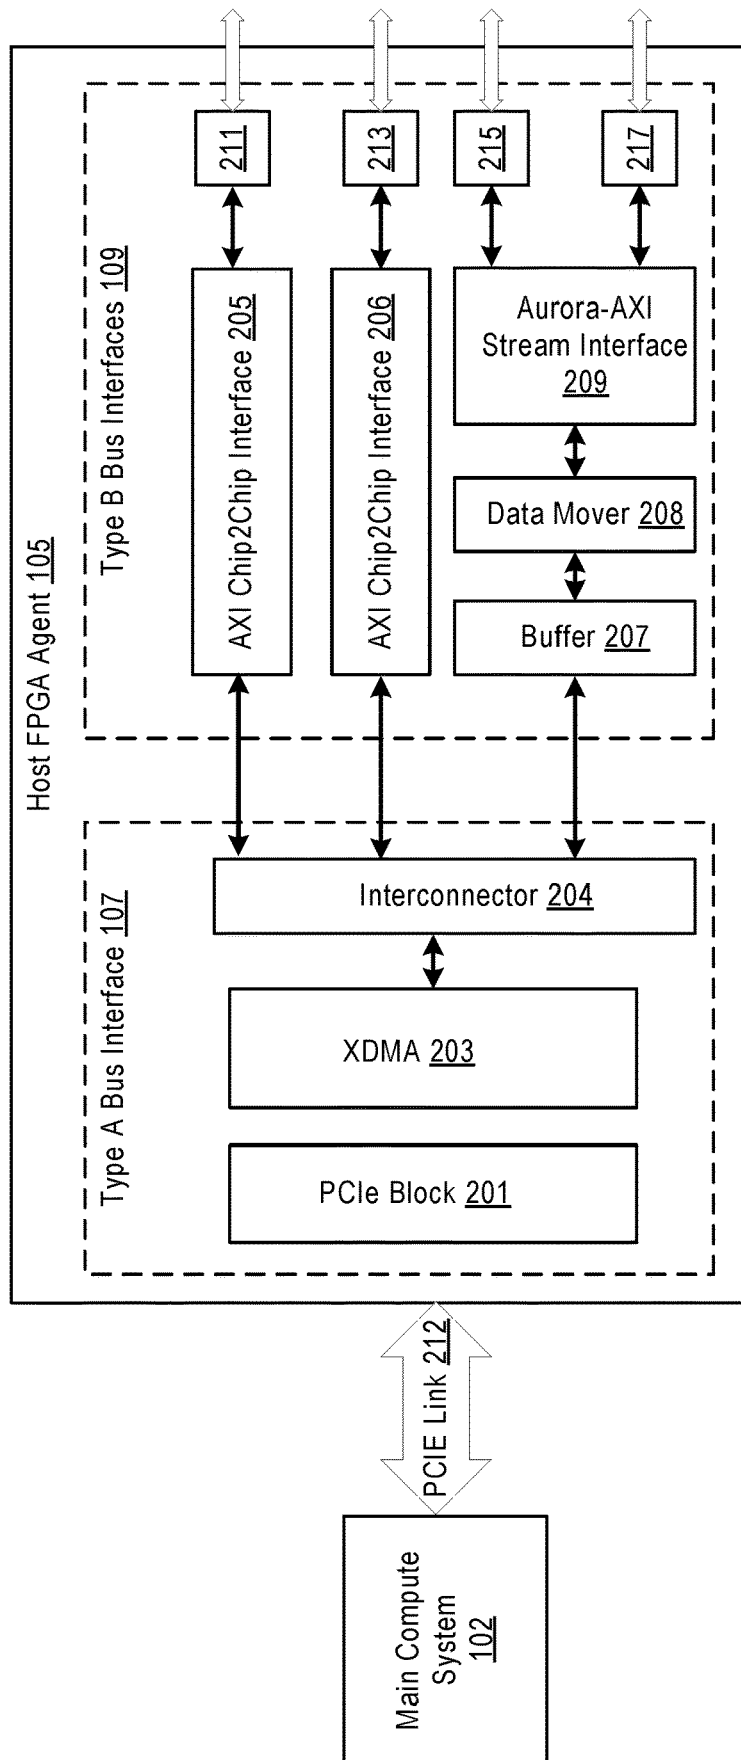 Main Compute
System
102
PCIE Link 212
Host FPGA Agent 105
Type A Bus Interface 107
PCIe Block 201
XDMA 203
Interconnector 204
Type B Bus Interfaces 109
AXI Chip2Chip Interface 205
211
AXI Chip2Chip Interface 206
213
Buffer 207
Data Mover 208
Aurora-AXI
Stream Interface
209
215
217